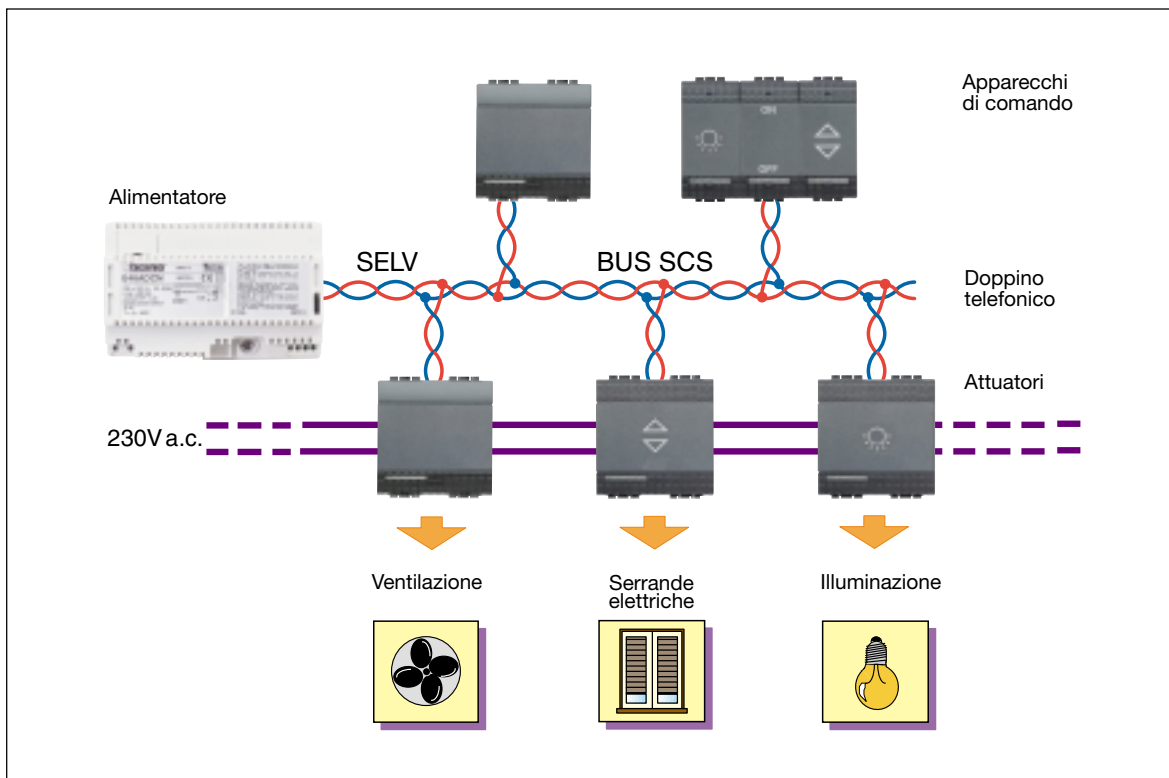 Apparecchi
di comando
ON
OFF
Alimentatore
SELV
BUS SCS
Doppino
telefonico
Attuatori
230V a.c.
Ventilazione
Serrande
elettriche
Illuminazione